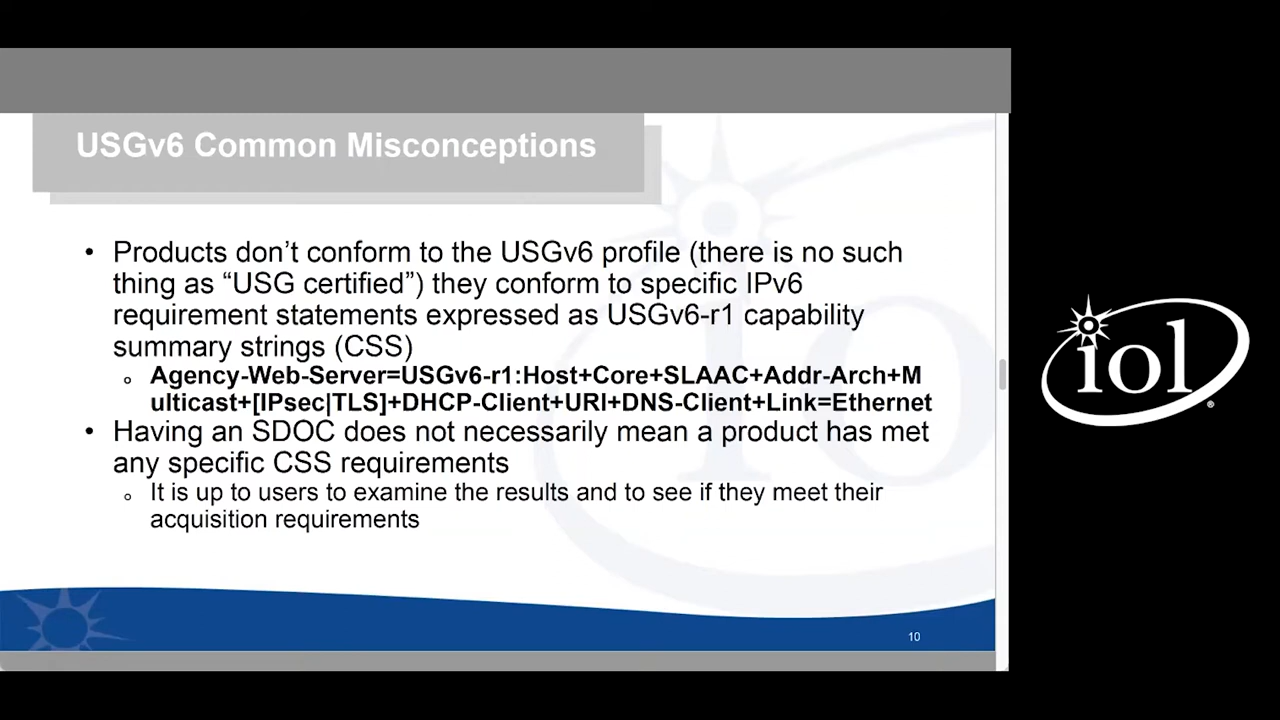 USGv6 Common Misconceptions
• Products don’t conform to the USGv6 profile (there is no such
thing as “USG certified”) they conform to specific IPv6
requirement statements expressed as USGv6-r1 capability
summary strings (CSS)
o Agency-Web-Server=USGv6-r1:Host+Core+SLAAC+Addr-Arch+M
ulticast+[IPsec|TLS]+DHCP-Client+URI+DNS-Client+Link=Ethernet
• Having an SDOC does not necessarily mean a product has met
any specific CSS requirements
o It is up to users to examine the results and to see if they meet their
acquisition requirements
10
iol
®